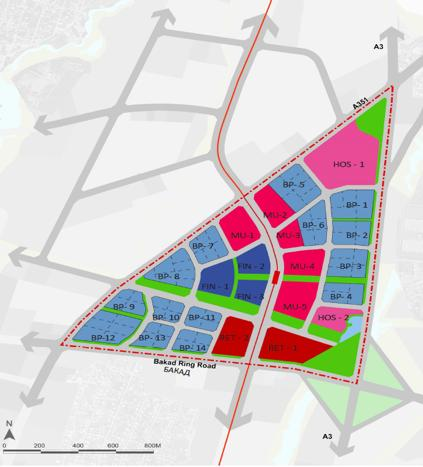 A3
A351
HOS - 1
BP- 5
BP- 1
MU-2
BP- 6
MU-1
MU-3
BP- 2
BP- 7
FIN - 2
MU-4
BP- 3
BP- 8
FIN - 1
FIN - 3
BP- 4
BP- 9
MU-5
BP- 10
BP-11
HOS - 2
BP-12
BP- 13
RET - 2
BP- 14
RET - 1
Bakad Ring Road
БАКАД
N
0 200 400 600 800M
A3